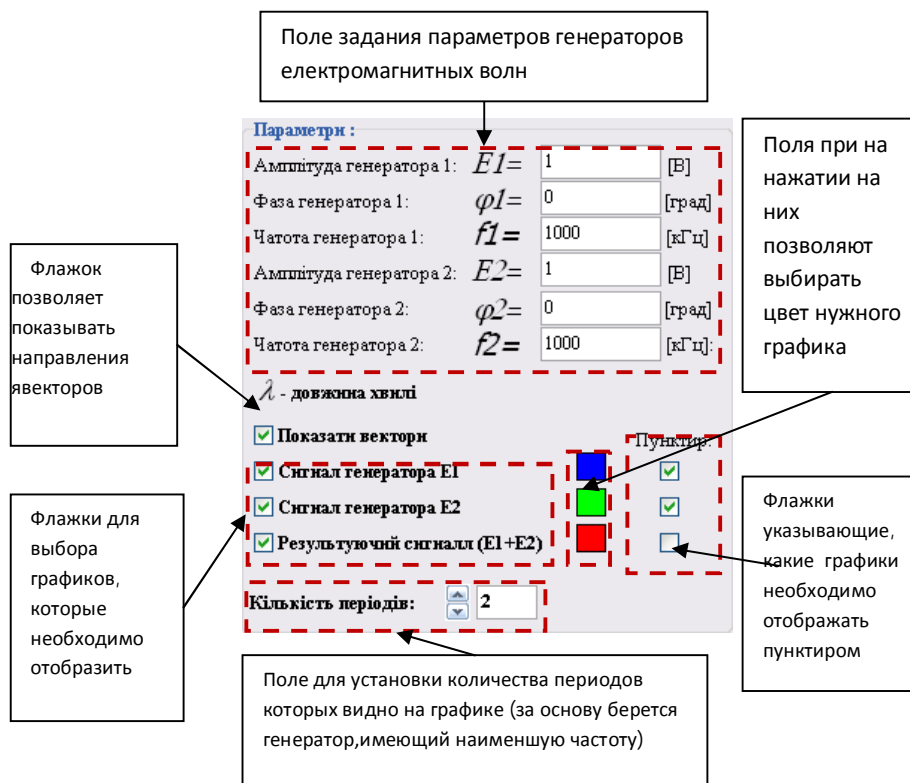 Поле задания параметров генераторов
електромагнитных волн
Параметри :
Амплітуда генератора 1: E1= 1 [В]
Фаза генератора 1: φ1= 0 [град]
Чатота генератора 1: f1= 1000 [кГц]
Амплітуда генератора 2: E2= 1 [В]
Фаза генератора 2: φ2= 0 [град]
Чатота генератора 2: f2= 1000 [кГц]:
λ - довжина хвилі
Показати вектори
Пунктир:
Сигнал генератора E1
Сигнал генератора E2
Результуючий сигналл (E1+E2)
Кількість періодів: 2
Флажок
позволяет
показывать
направления
явекторов
Флажки для
выбора
графиков,
которые
необходимо
отобразить
Поля при на
нажатии на
них
позволяют
выбирать
цвет нужного
графика
Флажки
указывающие,
какие графики
необходимо
отображать
пунктиром
Поле для установки количества периодов
которых видно на графике (за основу берется
генератор,имеющий наименшую частоту)